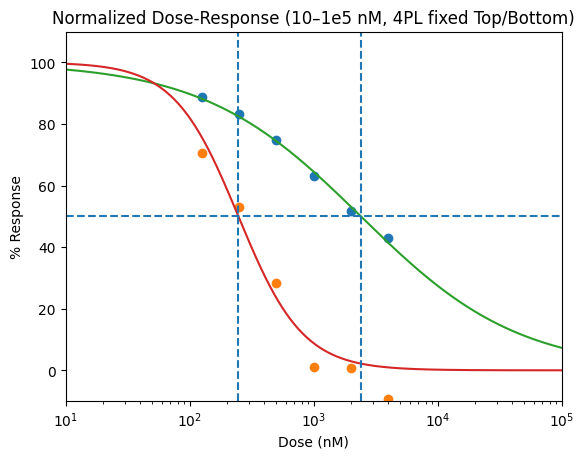 Normalized Dose-Response (10–1e5 nM, 4PL fixed Top/Bottom)
100
80
60
40
20
0
% Response
10¹ 10² 10³ 10⁴ 10⁵
Dose (nM)